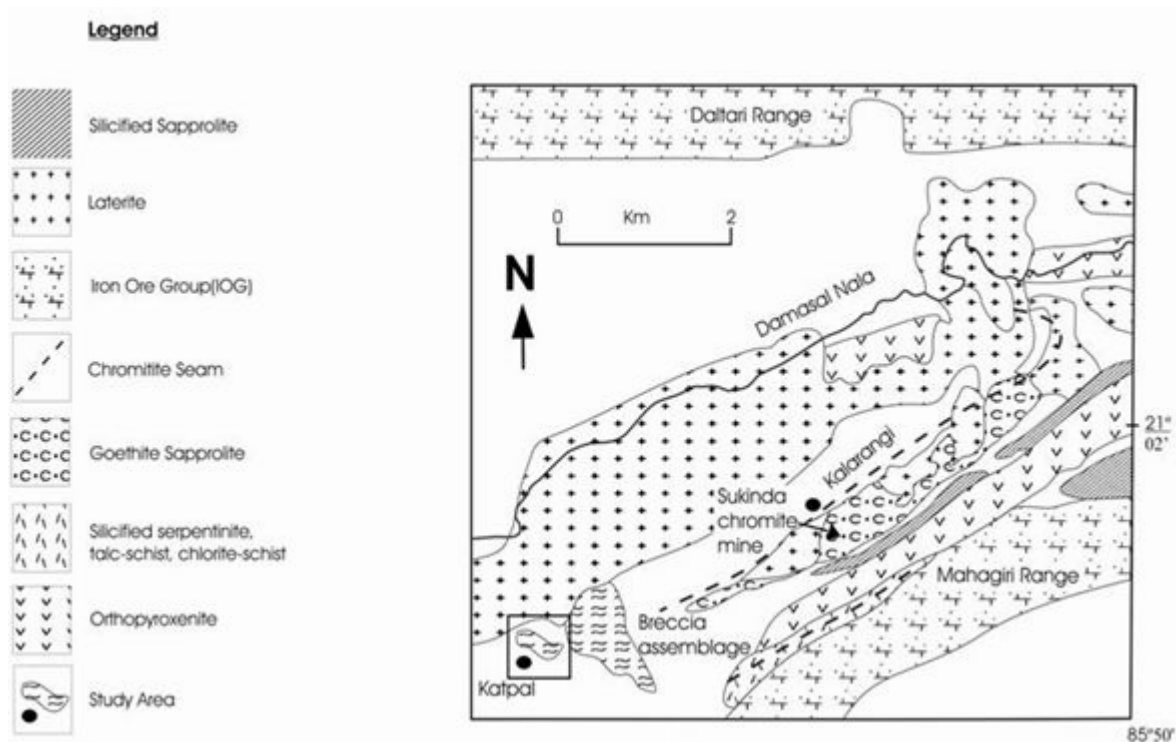 Legend
Silicified Sapprolite
Laterite
Iron Ore Group(IOG)
Chromitite Seam
Goethite Sapprolite
Silicified serpentinite,
talc-schist, chlorite-schist
Orthopyroxenite
Study Area
Daltari Range
0 Km 2
N
Damasal Nala
21°
02'
Kalarangi
Sukinda
chromite
mine
Mahagiri Range
Breccia
assemblage
Katpal
85°50'